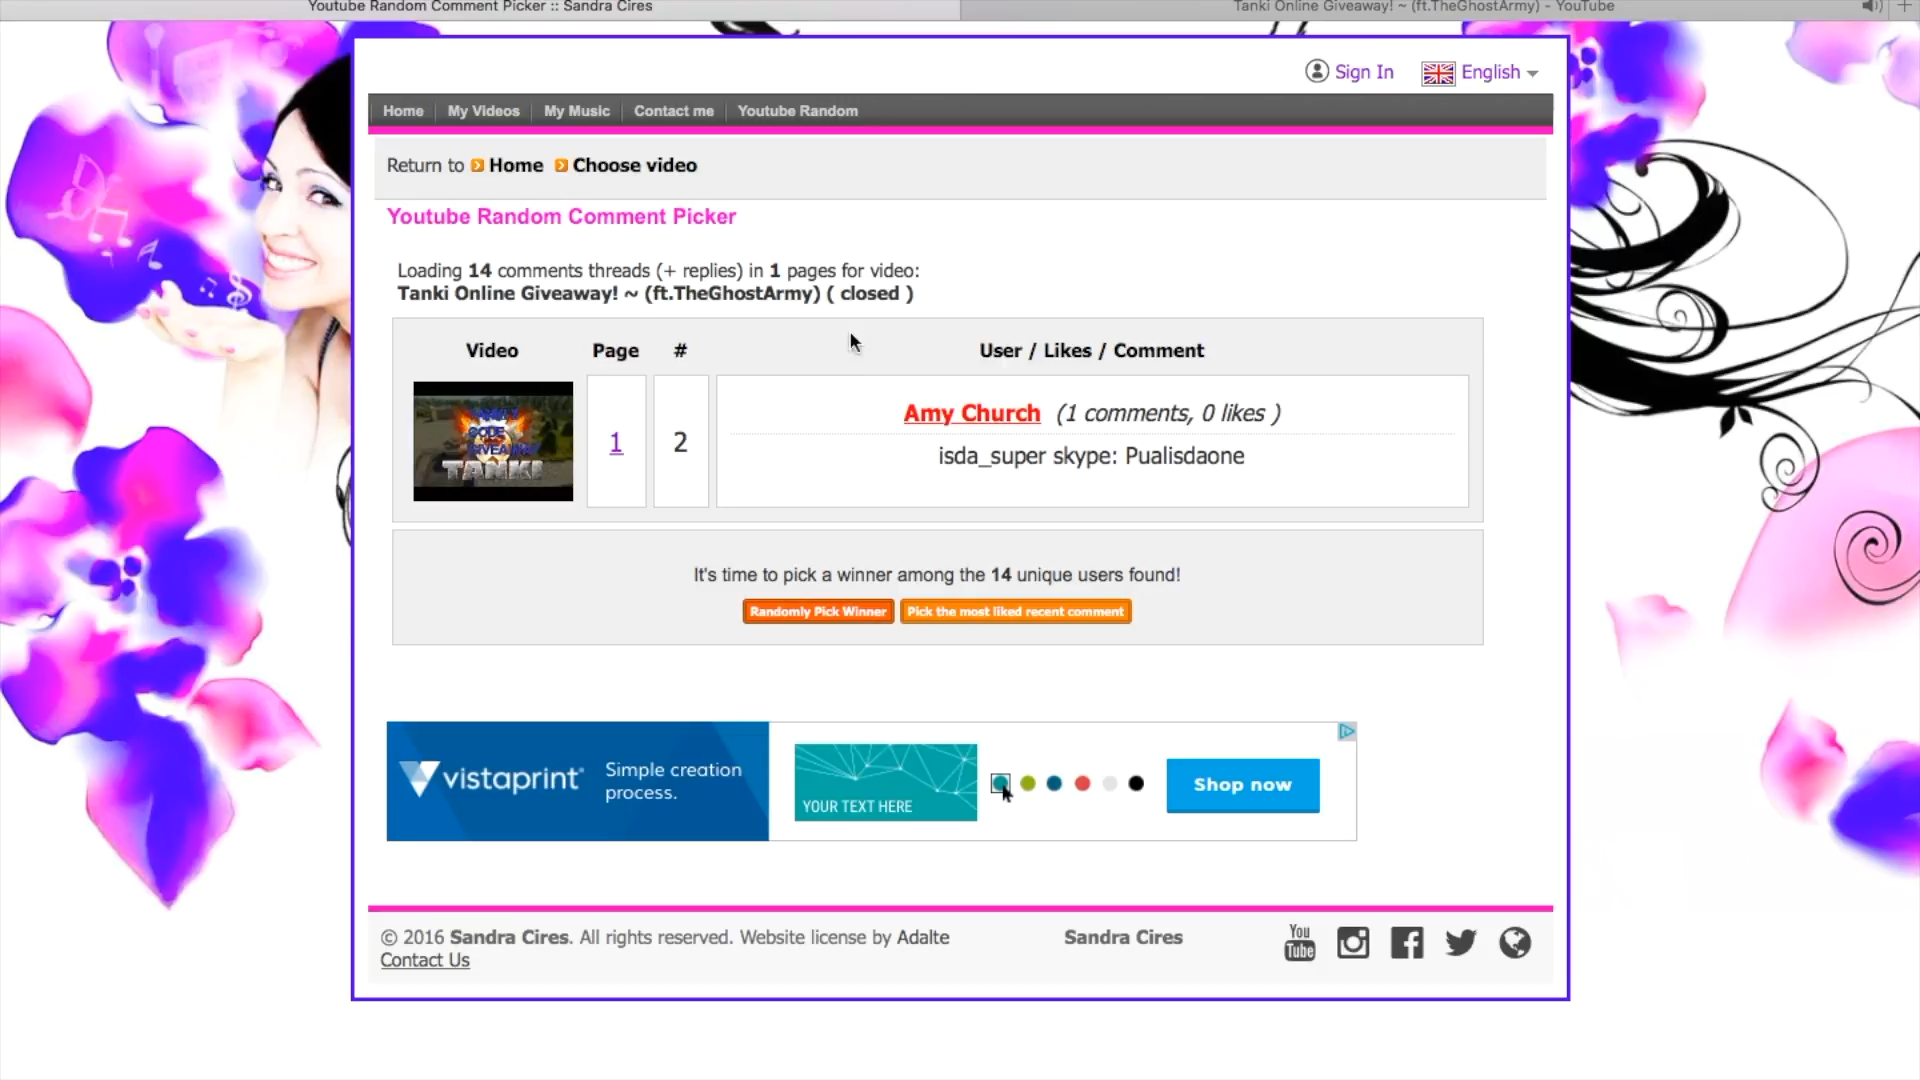 Youtube Random Comment Picker :: Sandra Cires
Tanki Online Giveaway! ~ (ft.TheGhostArmy) - YouTube
Sign In
English
Home
My Videos
My Music
Contact me
Youtube Random
Return to Home Choose video
Youtube Random Comment Picker
Loading 14 comments threads (+ replies) in 1 pages for video:
Tanki Online Giveaway! ~ (ft.TheGhostArmy) ( closed )
Video Page # User / Likes / Comment
TANKI
1
2
Amy Church (1 comments, 0 likes )
isda_super skype: Pualisdaone
It's time to pick a winner among the 14 unique users found!
Randomly Pick Winner
Pick the most liked recent comment
vistaprint
Simple creation
process.
YOUR TEXT HERE
Shop now
© 2016 Sandra Cires. All rights reserved. Website license by Adalte
Contact Us
Sandra Cires
You
Tube